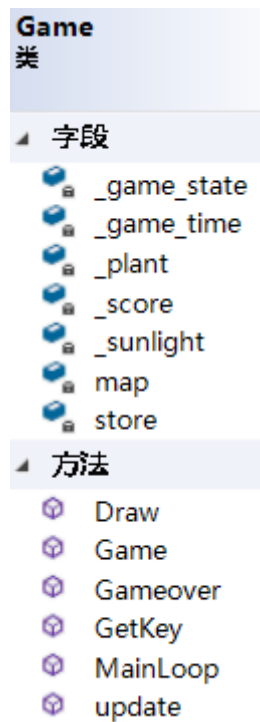 Game
类
字段
_game_state
_game_time
_plant
_score
_sunlight
map
store
方法
Draw
Game
Gameover
GetKey
MainLoop
update